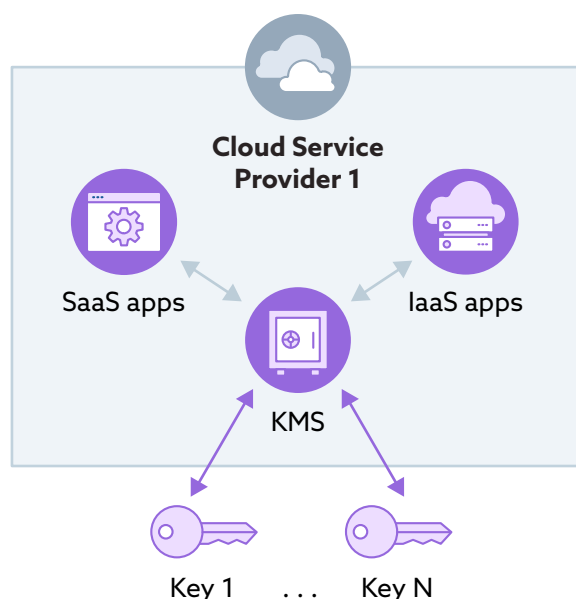 Cloud Service
Provider 1
SaaS apps
IaaS apps
KMS
Key 1 . . . Key N